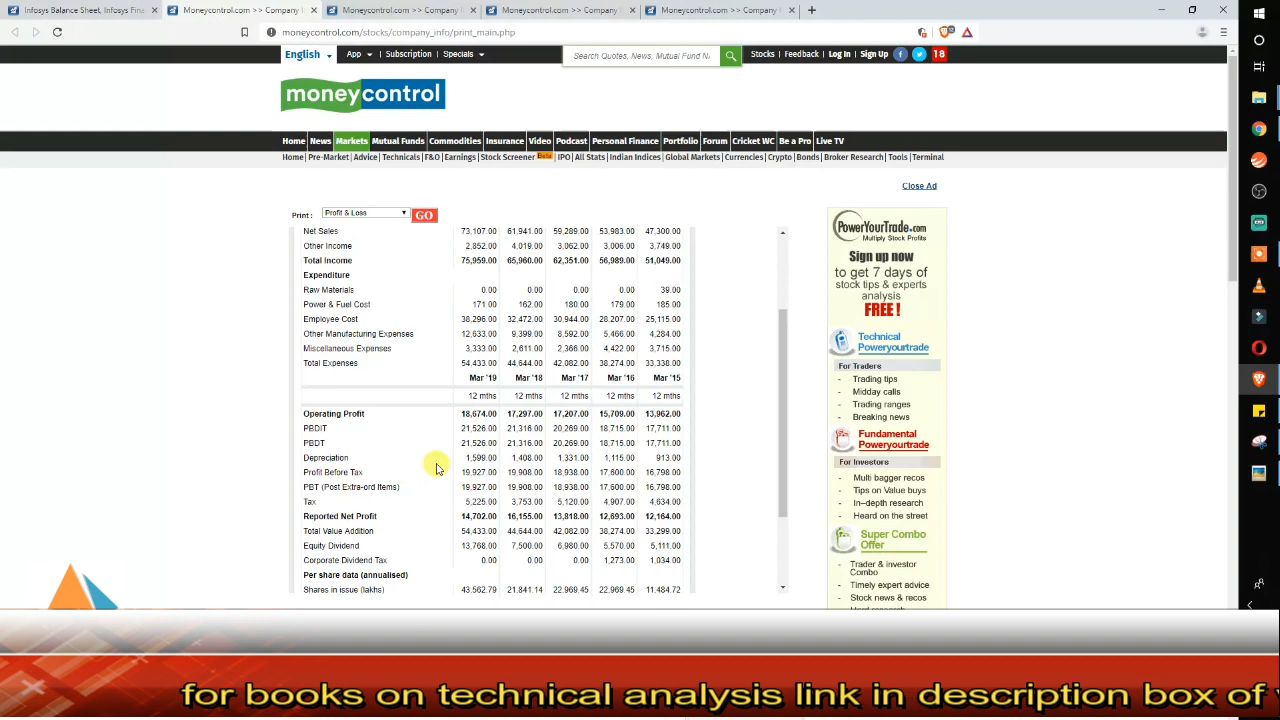 Infosys Balance Sheet, Infosys Finan
Moneycontrol.com >> Company I
Moneycontrol.com >> Company I
Moneycontrol.com >> Company I
Moneycontrol.com >> Company I
moneycontrol.com/stocks/company_info/print_main.php
English App | Subscription | Specials
Search Quotes, News, Mutual Fund N
Stocks | Feedback | Log In | Sign Up
18
moneycontrol
Home News Markets Mutual Funds Commodities Insurance Video Podcast Personal Finance Portfolio Forum Cricket WC Be a Pro Live TV
Home | Pre-Market | Advice | Technicals | F&O | Earnings | Stock Screener Beta | IPO | All Stats | Indian Indices | Global Markets | Currencies | Crypto | Bonds | Broker Research | Tools | Terminal
Close Ad
Print : Profit & Loss GO
Net Sales 73,107.00 61,941.00 59,289.00 53,983.00 47,300.00
Other Income 2,852.00 4,019.00 3,062.00 3,006.00 3,749.00
Total Income 75,959.00 65,960.00 62,351.00 56,989.00 51,049.00
Expenditure
Raw Materials 0.00 0.00 0.00 0.00 39.00
Power & Fuel Cost 171.00 162.00 180.00 179.00 185.00
Employee Cost 38,296.00 32,472.00 30,944.00 28,207.00 25,115.00
Other Manufacturing Expenses 12,633.00 9,399.00 8,592.00 5,466.00 4,284.00
Miscellaneous Expenses 3,333.00 2,611.00 2,366.00 4,422.00 3,715.00
Total Expenses 54,433.00 44,644.00 42,082.00 38,274.00 33,338.00
Mar '19 Mar '18 Mar '17 Mar '16 Mar '15
12 mths 12 mths 12 mths 12 mths 12 mths
Operating Profit 18,674.00 17,297.00 17,207.00 15,709.00 13,962.00
PBDIT 21,526.00 21,316.00 20,269.00 18,715.00 17,711.00
PBDT 21,526.00 21,316.00 20,269.00 18,715.00 17,711.00
Depreciation 1,599.00 1,408.00 1,331.00 1,115.00 913.00
Profit Before Tax 19,927.00 19,908.00 18,938.00 17,600.00 16,798.00
PBT (Post Extra-ord Items) 19,927.00 19,908.00 18,938.00 17,600.00 16,798.00
Tax 5,225.00 3,753.00 5,120.00 4,907.00 4,634.00
Reported Net Profit 14,702.00 16,155.00 13,818.00 12,693.00 12,164.00
Total Value Addition 54,433.00 44,644.00 42,082.00 38,274.00 33,299.00
Equity Dividend 13,768.00 7,500.00 6,980.00 5,570.00 5,111.00
Corporate Dividend Tax 0.00 0.00 0.00 1,273.00 1,034.00
Per share data (annualised)
Shares in issue (lakhs) 43,562.79 21,841.14 22,969.45 22,969.45 11,484.72
PowerYourTrade.com
Multiply Stock Profits
Sign up now
to get 7 days of
stock tips & experts
analysis
FREE !
Technical
Poweryourtrade
For Traders
- Trading tips
- Midday calls
- Trading ranges
- Breaking news
Fundamental
Poweryourtrade
For Investors
- Multi bagger recos
- Tips on Value buys
- In–depth research
- Heard on the street
Super Combo
Offer
- Trader & investor
Combo
- Timely expert advice
- Stock news & recos
for books on technical analysis link in description box of